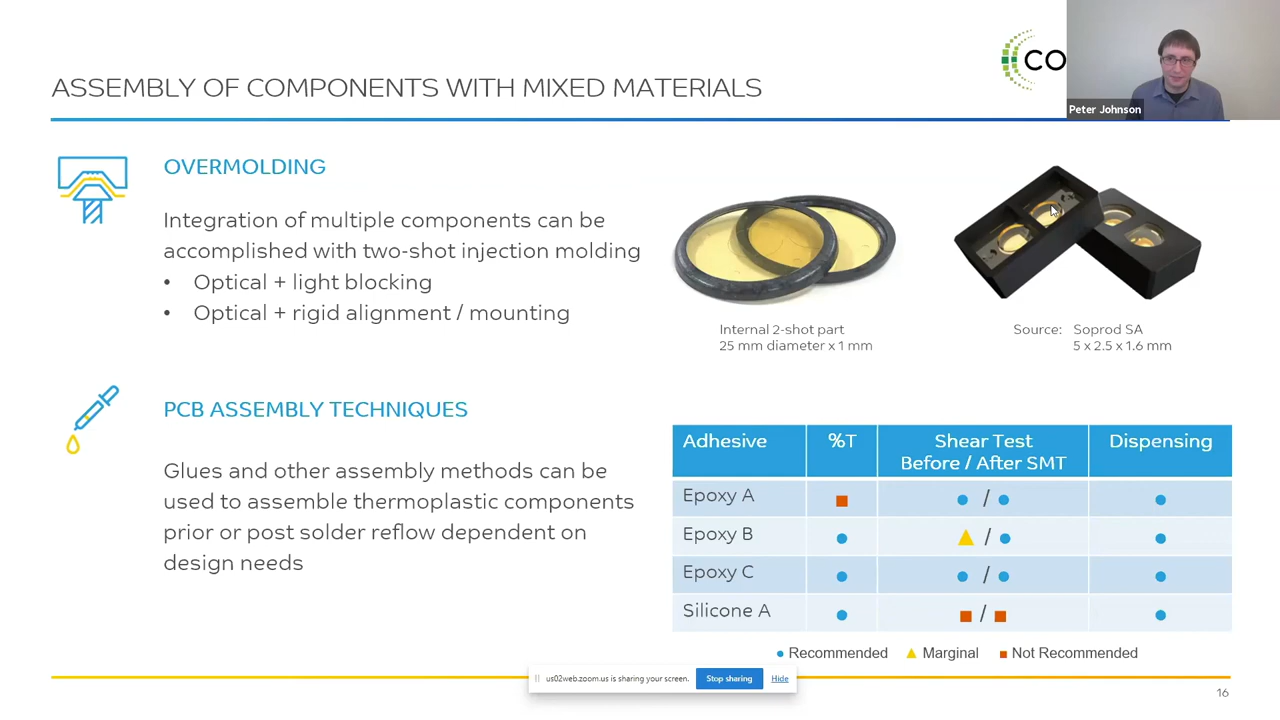 CO
Peter Johnson
ASSEMBLY OF COMPONENTS WITH MIXED MATERIALS
OVERMOLDING
Integration of multiple components can be
accomplished with two-shot injection molding
• Optical + light blocking
• Optical + rigid alignment / mounting
Internal 2-shot part
25 mm diameter x 1 mm
Source: Soprod SA
5 x 2.5 x 1.6 mm
PCB ASSEMBLY TECHNIQUES
Glues and other assembly methods can be
used to assemble thermoplastic components
prior or post solder reflow dependent on
design needs
Adhesive %T Shear Test Before / After SMT Dispensing
Epoxy A /
Epoxy B /
Epoxy C /
Silicone A /
Recommended Marginal Not Recommended
us02web.zoom.us is sharing your screen. Stop sharing Hide
16